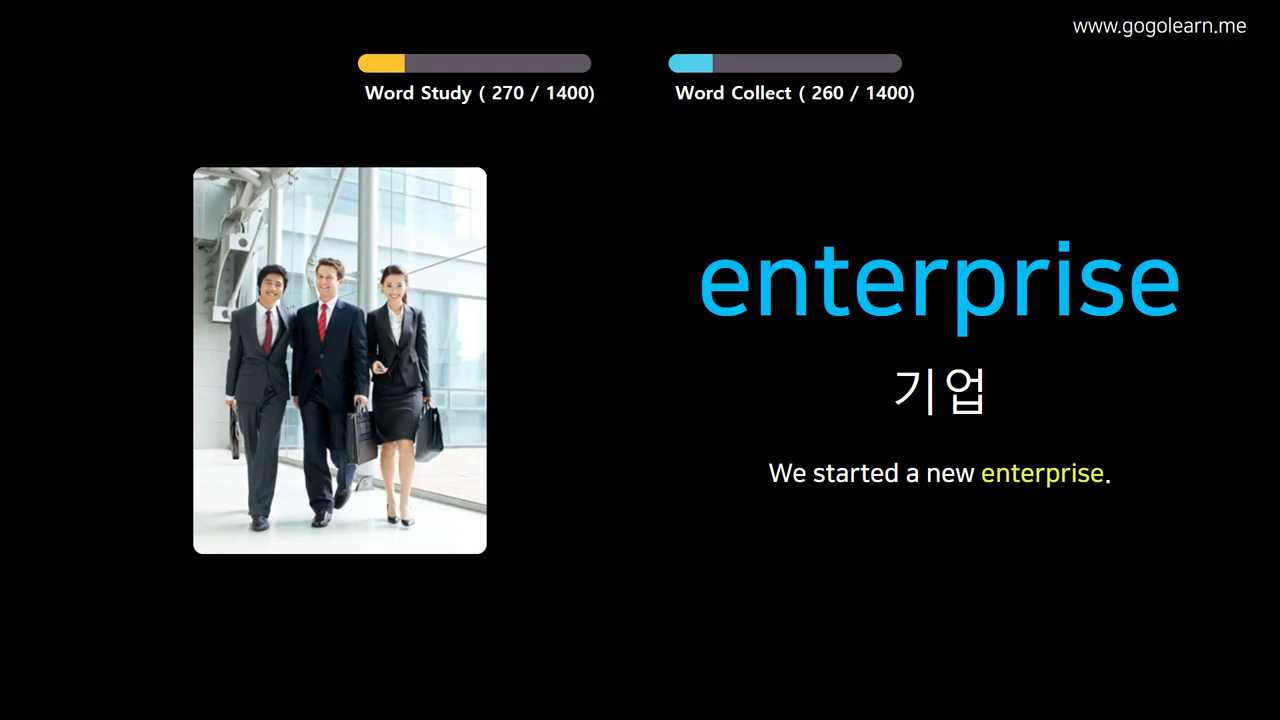 www.gogolearn.me
Word Study ( 270 / 1400)
Word Collect ( 260 / 1400)
enterprise
기업
We started a new enterprise.